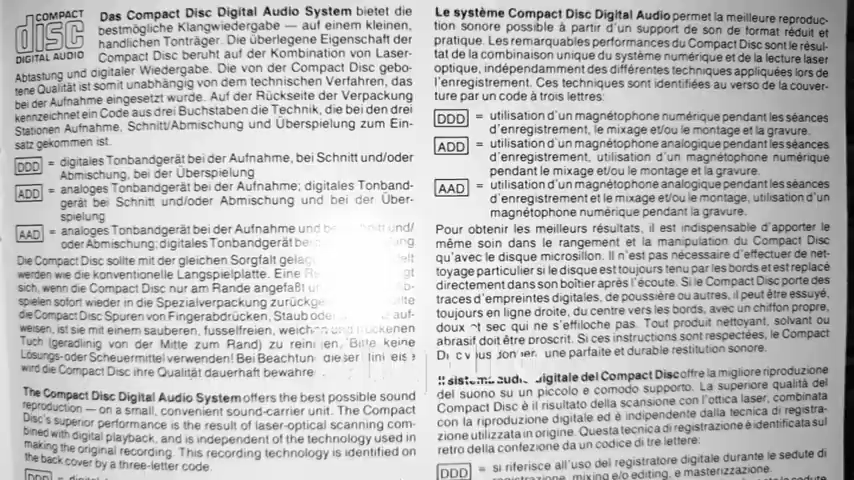 COMPACT
disc
DIGITAL AUDIO
Das Compact Disc Digital Audio System bietet die
bestmögliche Klangwiedergabe — auf einem kleinen,
handlichen Tonträger. Die überlegene Eigenschaft der
Compact Disc beruht auf der Kombination von Laser-
Abtastung und digitaler Wiedergabe. Die von der Compact Disc gebo-
tene Qualität ist somit unabhängig von dem technischen Verfahren, das
bei der Aufnahme eingesetzt wurde. Auf der Rückseite der Verpackung
kennzeichnet ein Code aus drei Buchstaben die Technik, die bei den drei
Stationen Aufnahme, Schnitt/Abmischung und Überspielung zum Ein-
satz gekommen ist.
DDD = digitales Tonbandgerät bei der Aufnahme, bei Schnitt und/oder
Abmischung, bei der Überspielung
ADD = analoges Tonbandgerät bei der Aufnahme; digitales Tonband-
gerät bei Schnitt und/oder Abmischung und bei der Über-
spielung
AAD = analoges Tonbandgerät bei der Aufnahme und und/
oder Abmischung; digitales Tonbandgerät
Die Compact Disc sollte mit der gleichen Sorgfalt
werden wie die konventionelle Langspielplatte. Eine
sich, wenn die Compact Disc nur am Rande angefaßt
spielen sofort wieder in die Spezialverpackung
die Compact Disc Spuren von Fingerabdrücken, Staub auf-
weisen, ist sie mit einem sauberen, fusselfreien,
Tuch (geradlinig von der Mitte zum Rand) zu Bitte keine
Lösungs- oder Scheuermittel verwenden! Bei dieser
wird die Compact Disc ihre Qualität dauerhaft bewahren.
The Compact Disc Digital Audio System offers the best possible sound
reproduction — on a small, convenient sound-carrier unit. The Compact
Disc's superior performance is the result of laser-optical scanning com-
bined with digital playback, and is independent of the technology used in
making the original recording. This recording technology is identified on
the back cover by a three-letter code.
DDD =
Le système Compact Disc Digital Audio permet la meilleure reproduc-
tion sonore possible à partir d'un support de son de format réduit et
pratique. Les remarquables performances du Compact Disc sont le résul-
tat de la combinaison unique du système numérique et de la lecture laser
optique, indépendamment des différentes techniques appliquées lors de
l'enregistrement. Ces techniques sont identifiées au verso de la couver-
ture par un code à trois lettres:
DDD = utilisation d'un magnétophone numérique pendant les séances
d'enregistrement, le mixage et/ou le montage et la gravure.
ADD = utilisation d'un magnétophone analogique pendant les séances
d'enregistrement, utilisation d'un magnétophone numérique
pendant le mixage et/ou le montage et la gravure.
AAD = utilisation d'un magnétophone analogique pendant les séances
d'enregistrement et le mixage et/ou le montage, utilisation d'un
magnétophone numérique pendant la gravure.
Pour obtenir les meilleurs résultats, il est indispensable d'apporter le
même soin dans le rangement et la manipulation du Compact Disc
qu'avec le disque microsillon. Il n'est pas nécessaire d'effectuer de net-
toyage particulier si le disque est toujours tenu par les bords et est replacé
directement dans son boîtier après l'écoute. Si le Compact Disc porte des
traces d'empreintes digitales, de poussière ou autres, il peut être essuyé,
toujours en ligne droite, du centre vers les bords, avec un chiffon propre,
doux et sec qui ne s'effiloche pas. Tout produit nettoyant, solvant ou
abrasif doit être proscrit. Si ces instructions sont respectées, le Compact
une parfaite et durable restitution sonore.
Il sistema audio digitale del Compact Disc offre la migliore riproduzione
del suono su un piccolo e comodo supporto. La superiore qualità del
Compact Disc è il risultato della scansione con l'ottica laser, combinata
con la riproduzione digitale ed è indipendente dalla tecnica di registra-
zione utilizzata in origine. Questa tecnica di registrazione è identificata sul
retro della confezione da un codice di tre lettere.
DDD = si riferisce all'uso del registratore digitale durante le sedute di
registrazione, mixing e/o editing, e masterizzazione.